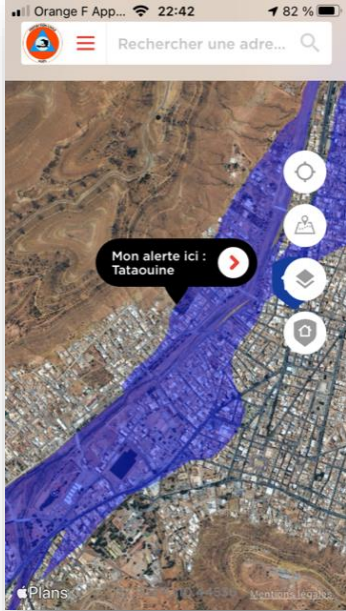 Orange F App... 22:42 82 %
Rechercher une adre...
Mon alerte ici :
Tataouine
Plans
Mentions légales